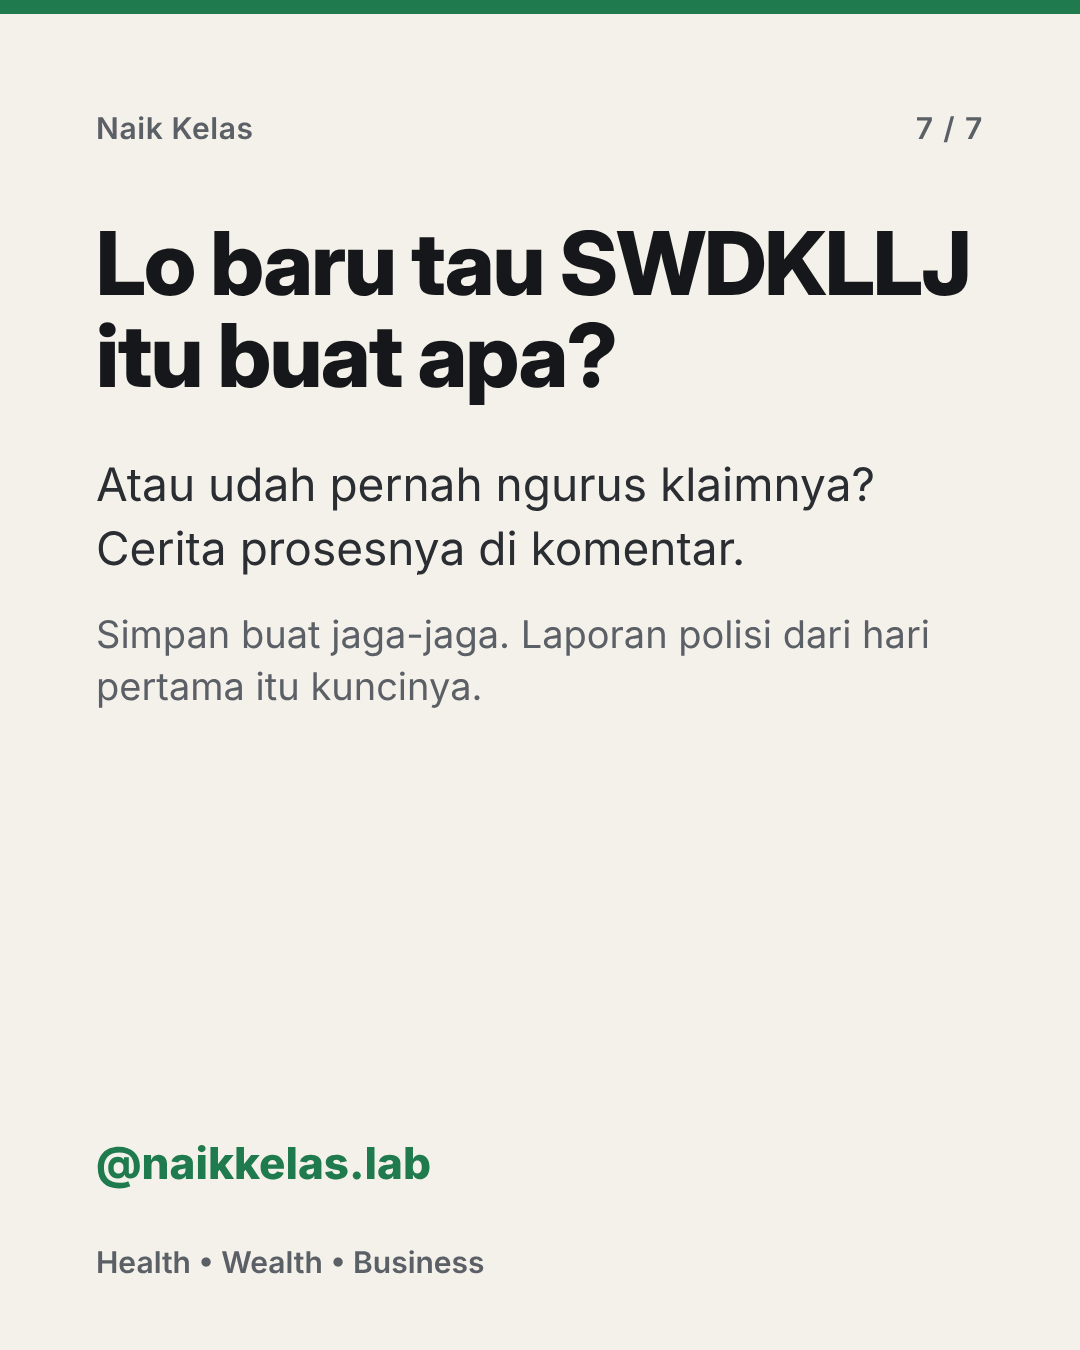 Naik Kelas
7 / 7
Lo baru tau SWDKLLJ
itu buat apa?
Atau udah pernah ngurus klaimnya?
Cerita prosesnya di komentar.
Simpan buat jaga-jaga. Laporan polisi dari hari
pertama itu kuncinya.
@naikkelas.lab
Health • Wealth • Business